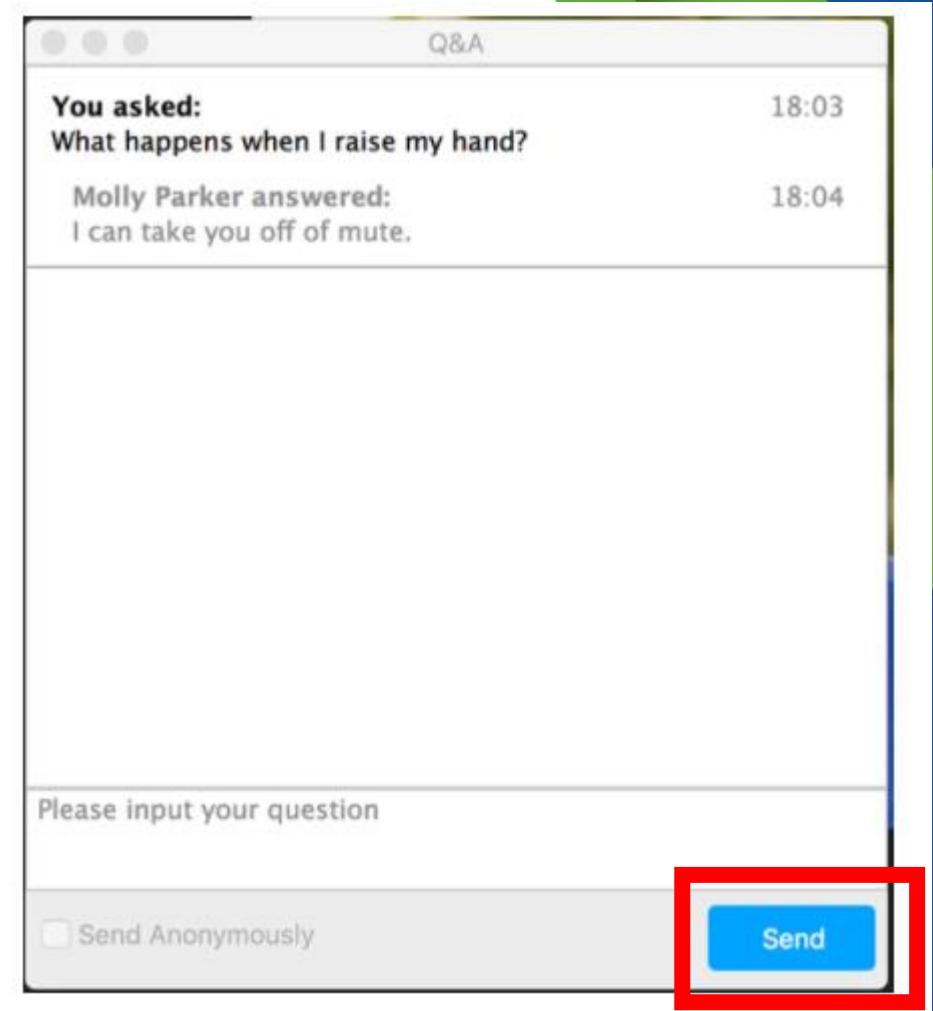 Q&A
You asked: 18:03
What happens when I raise my hand?
Molly Parker answered: 18:04
I can take you off of mute.
Please input your question
Send Anonymously
Send